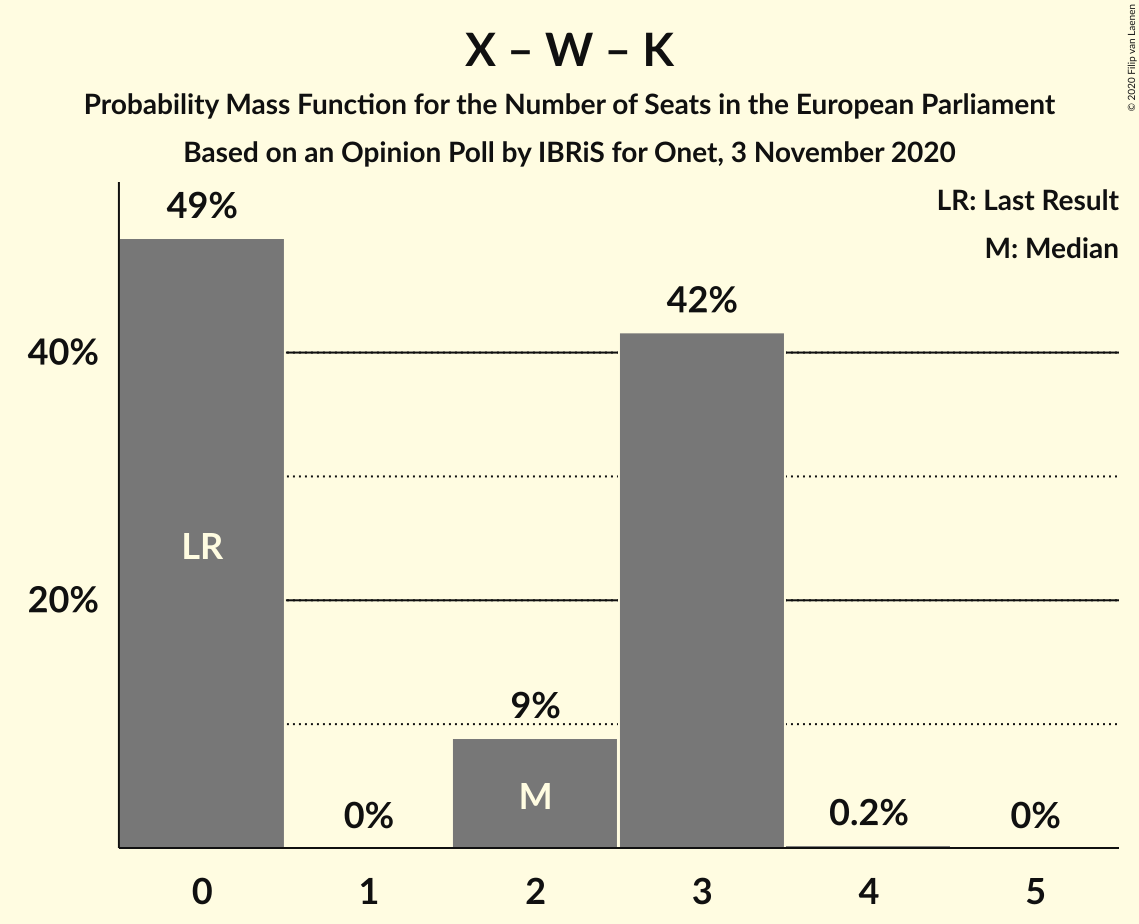 X – W – K
Probability Mass Function for the Number of Seats in the European Parliament
Based on an Opinion Poll by IBRiS for Onet, 3 November 2020
© 2020 Filip van Laenen
LR: Last Result
M: Median
49%
42%
40%
LR
20%
9%
M
0%
0.2%
0%
0 1 2 3 4 5